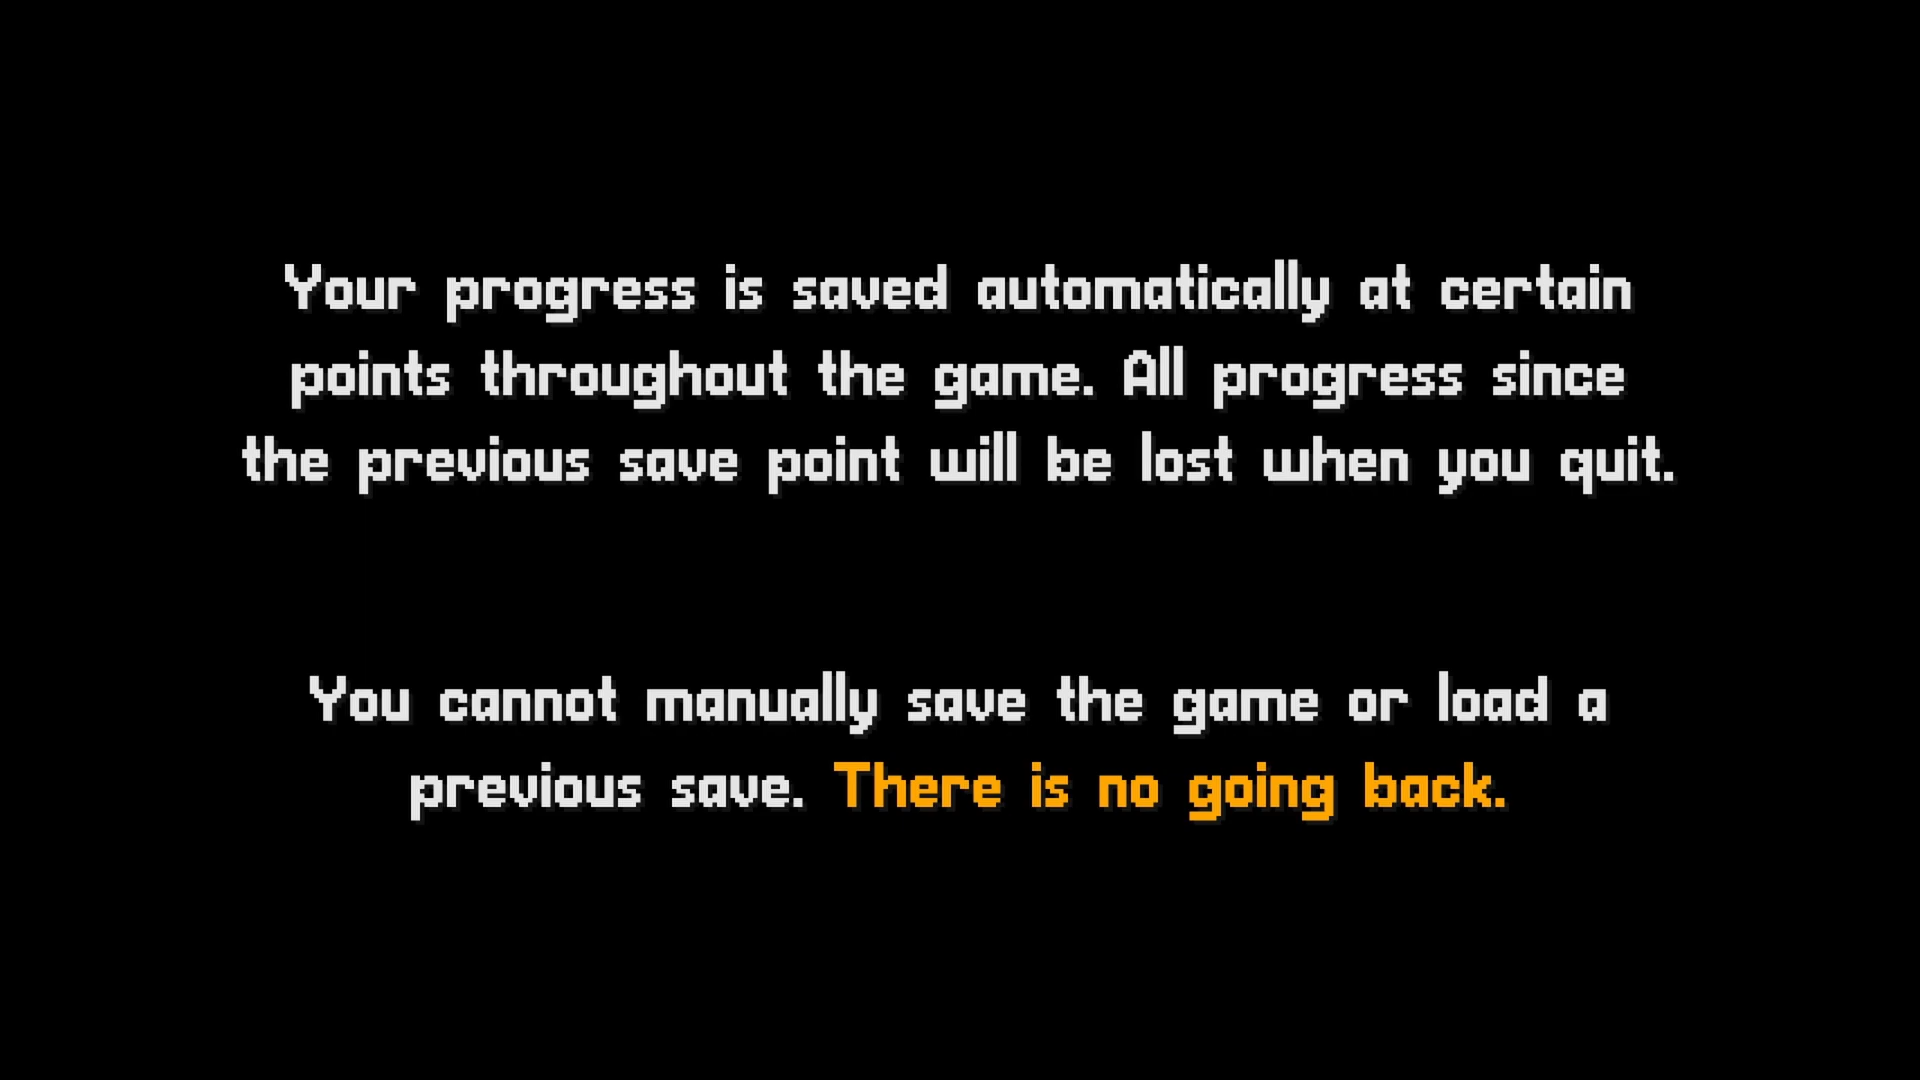 Your progress is saved automatically at certain
points throughout the game. All progress since
the previous save point will be lost when you quit.
You cannot manually save the game or load a
previous save. There is no going back.